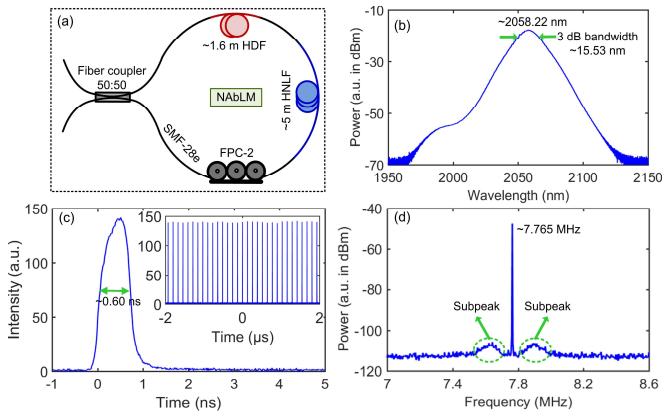 (a)
~1.6 m HDF
Fiber coupler
50:50
NAbLM
~5 m HNLF
SMF-28e
FPC-2
(b)
~2058.22 nm
3 dB bandwidth
~15.53 nm
Power (a.u. in dBm)
-10
-30
-50
-70
1950
2000
2050
2100
2150
Wavelength (nm)
(c)
~0.60 ns
Intensity (a.u.)
150
100
50
0
-1
0
1
2
3
4
5
Time (ns)
150
100
50
0
-2
-1
0
1
2
Time (μs)
(d)
~7.765 MHz
Subpeak
Subpeak
Power (a.u. in dBm)
-40
-60
-80
-100
-120
7
7.4
7.8
8.2
8.6
Frequency (MHz)